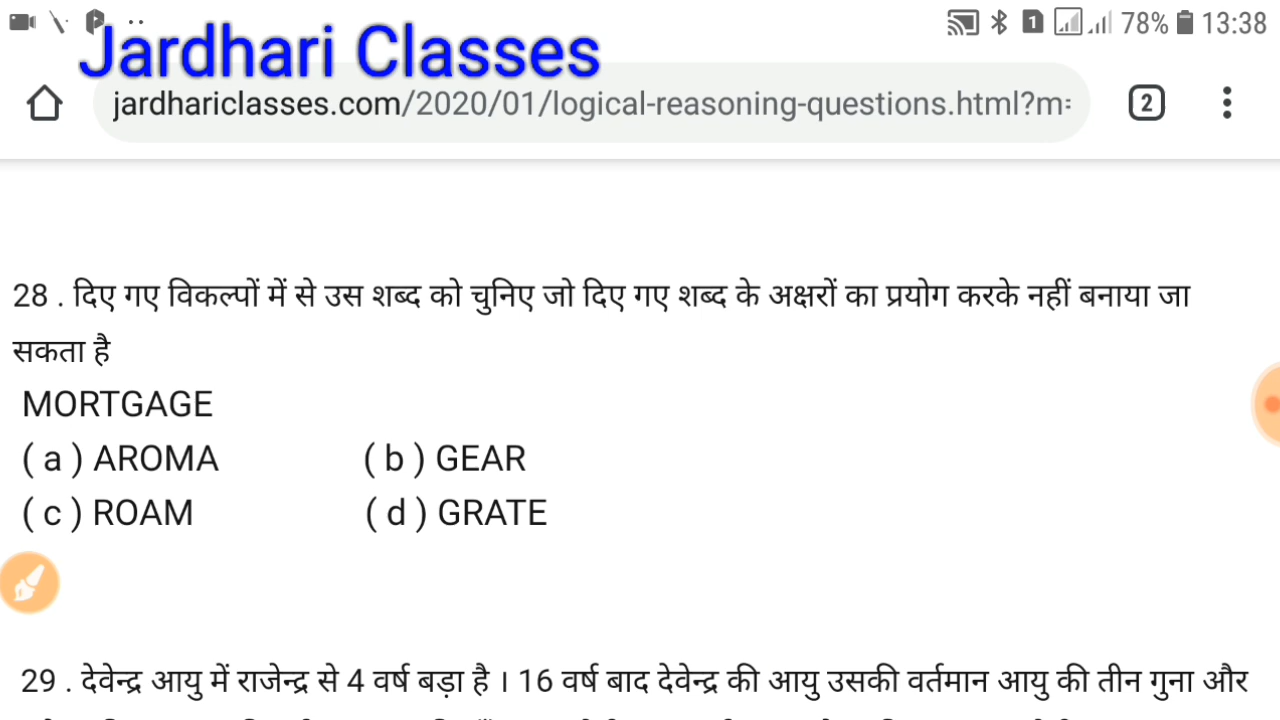 78% 13:38
Jardhari Classes
jardhariclasses.com/2020/01/logical-reasoning-questions.html?m=
2
28 . दिए गए विकल्पों में से उस शब्द को चुनिए जो दिए गए शब्द के अक्षरों का प्रयोग करके नहीं बनाया जा
सकता है
MORTGAGE
( a ) AROMA ( b ) GEAR
( c ) ROAM ( d ) GRATE
29 . देवेन्द्र आयु में राजेन्द्र से 4 वर्ष बड़ा है । 16 वर्ष बाद देवेन्द्र की आयु उसकी वर्तमान आयु की तीन गुना और